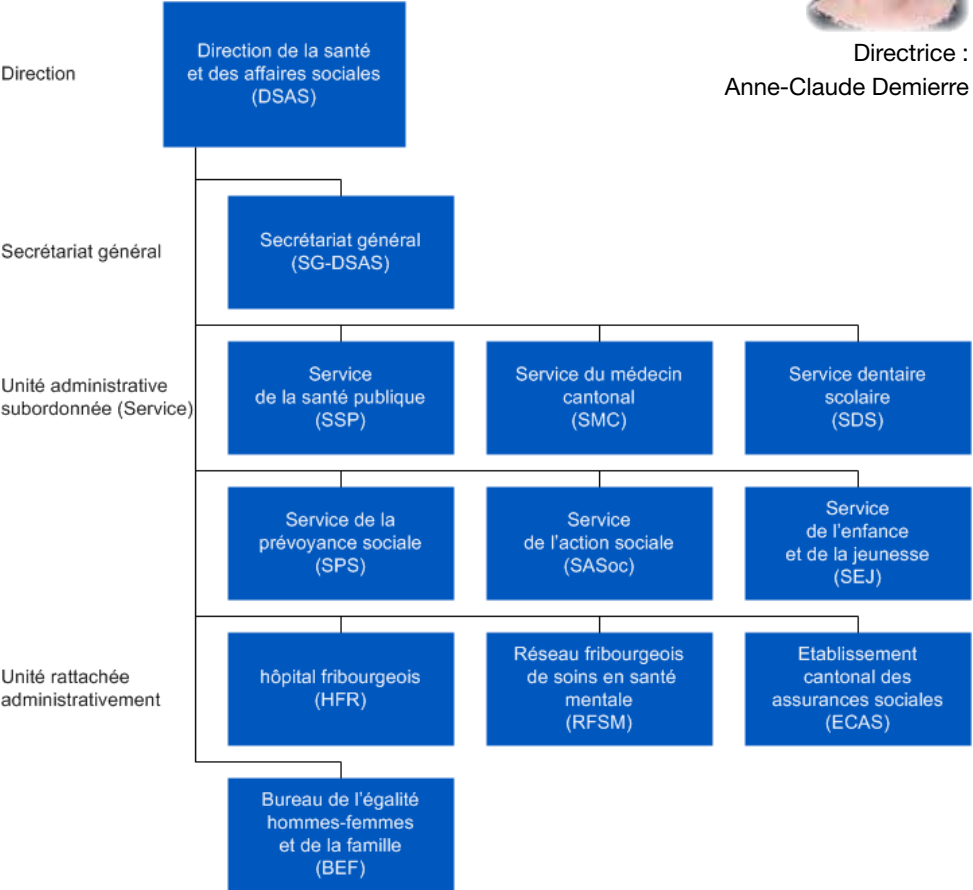 Directrice :
Anne-Claude Demierre
Direction
Direction de la santé
et des affaires sociales
(DSAS)
Secrétariat général
Secrétariat général
(SG-DSAS)
Unité administrative
subordonnée (Service)
Service
de la santé publique
(SSP)
Service du médecin
cantonal
(SMC)
Service dentaire
scolaire
(SDS)
Service de la
prévoyance sociale
(SPS)
Service
de l'action sociale
(SASoc)
Service
de l'enfance
et de la jeunesse
(SEJ)
Unité rattachée
administrativement
hôpital fribourgeois
(HFR)
Réseau fribourgeois
de soins en santé
mentale
(RFSM)
Etablissement
cantonal des
assurances sociales
(ECAS)
Bureau de l'égalité
hommes-femmes
et de la famille
(BEF)